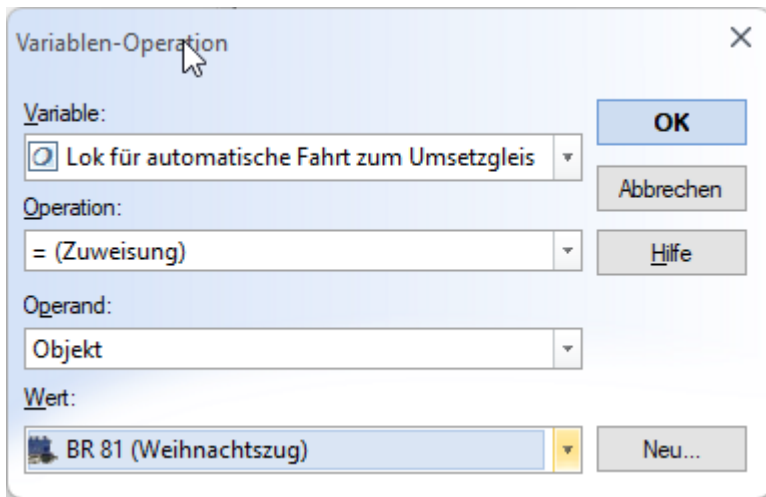 Variablen-Operation
Variable:
OK
Lok für automatische Fahrt zum Umsetzgleis
Abbrechen
Operation:
= (Zuweisung)
Hilfe
Operand:
Objekt
Wert:
BR 81 (Weihnachtszug)
Neu...